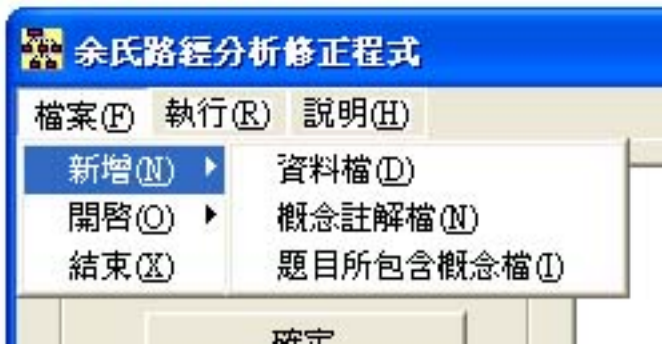 余氏路徑分析修正程式
檔案(F) 執行(R) 說明(H)
新增(N) 資料檔(D)
開啓(O) 概念註解檔(N)
結束(X) 題目所包含概念檔(I)
確定